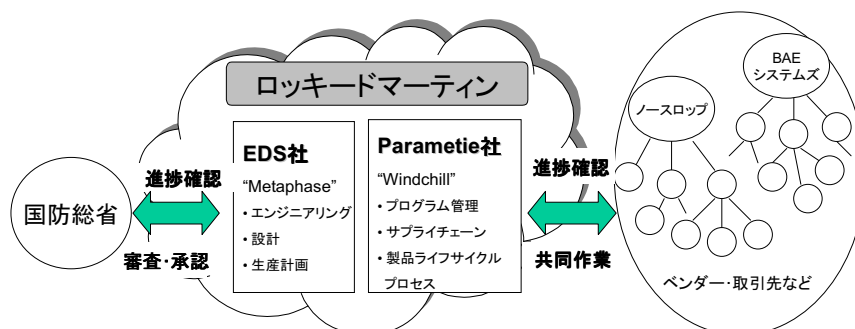 ロッキードマーティン
国防総省
進捗確認
審査・承認
EDS社
“Metaphase”
・エンジニアリング
・設計
・生産計画
Parametie社
“Windchill”
・プログラム管理
・サプライチェーン
・製品ライフサイクル
プロセス
進捗確認
共同作業
BAE
システムズ
ノースロップ
ベンダー・取引先など